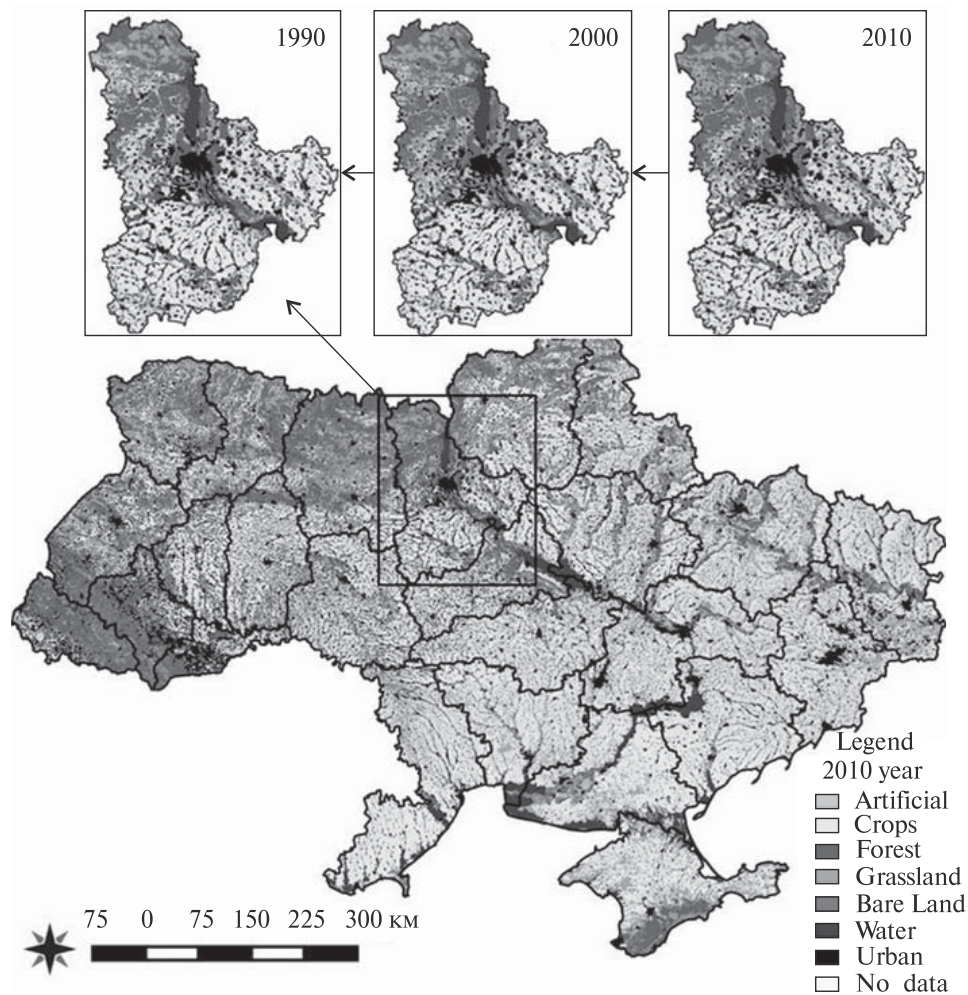 1990
2000
2010
Legend
2010 year
Artificial
Crops
Forest
Grassland
Bare Land
Water
Urban
No data
75 0 75 150 225 300 км